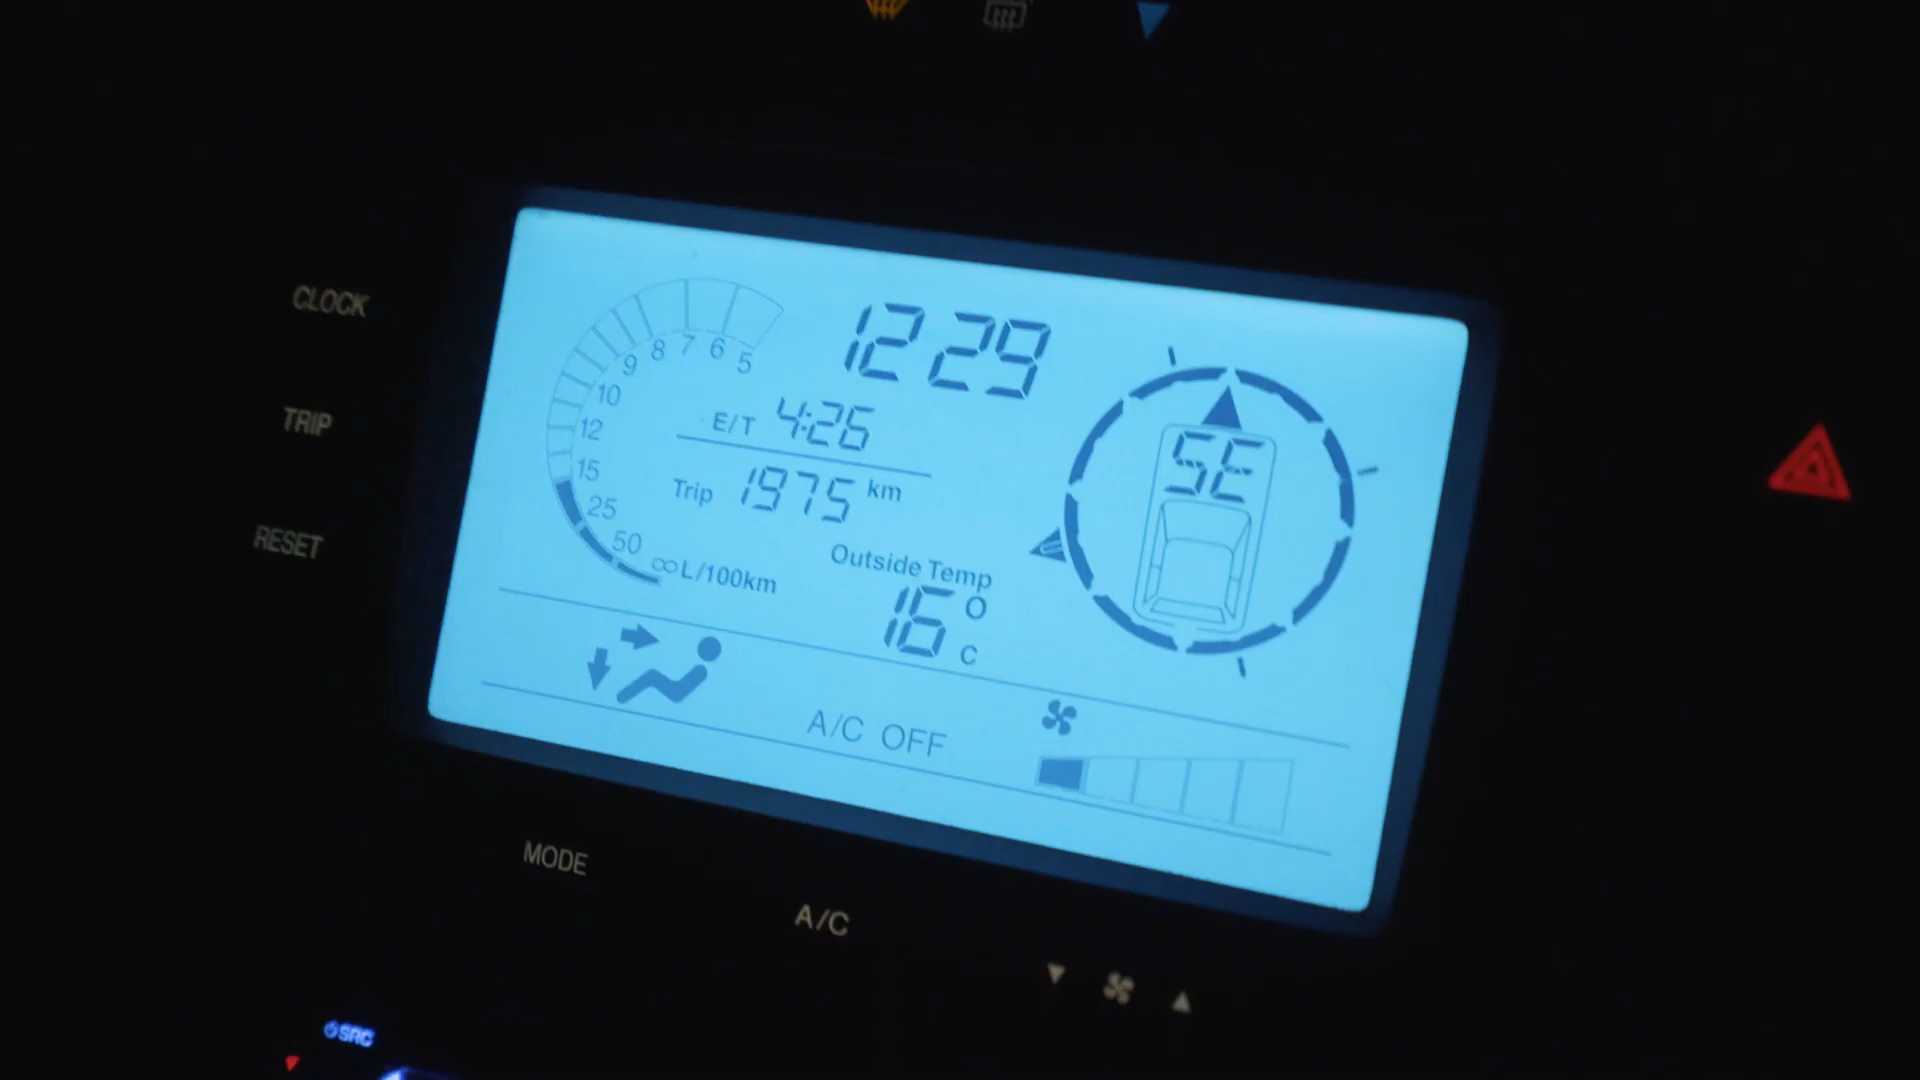 CLOCK
TRIP
RESET
12 29
5
6
7
8
9
10
12
15
25
50
∞ L/100km
E/T 4:26
Trip 1975 km
Outside Temp
16 °C
SE
A/C OFF
MODE
A/C
SRC